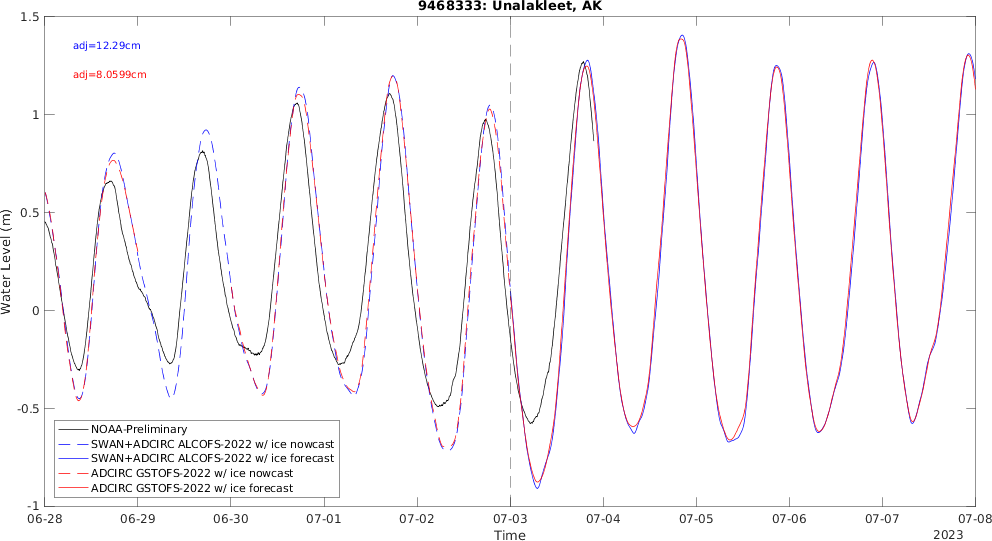 9468333: Unalakleet, AK
adj=12.29cm
adj=8.0599cm
Water Level (m)
1.5
1
0.5
0
-0.5
-1
NOAA-Preliminary
SWAN+ADCIRC ALCOFS-2022 w/ ice nowcast
SWAN+ADCIRC ALCOFS-2022 w/ ice forecast
ADCIRC GSTOFS-2022 w/ ice nowcast
ADCIRC GSTOFS-2022 w/ ice forecast
06-28 06-29 06-30 07-01 07-02 07-03 07-04 07-05 07-06 07-07 07-08
Time
2023